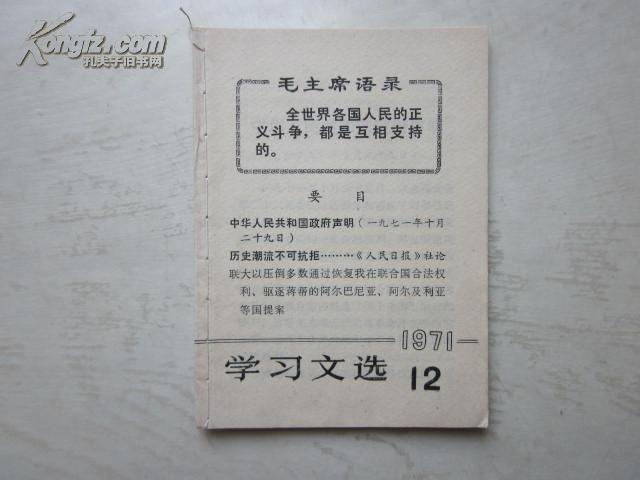 Kongfz.com
孔夫子旧书网
毛主席语录
全世界各国人民的正
义斗争，都是互相支持
的。
要目
中华人民共和国政府声明（一九七一年十月
二十九日）
历史潮流不可抗拒………《人民日报》社论
联大以压倒多数通过恢复我在联合国合法权
利、驱逐蒋帮的阿尔巴尼亚、阿尔及利亚
等国提案
1971
学习文选 12